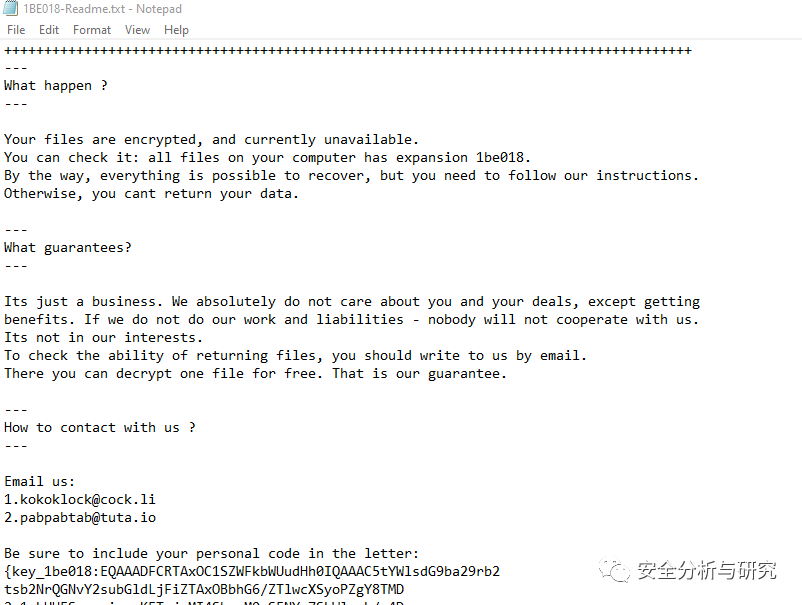 1BE018-Readme.txt - Notepad
File Edit Format View Help
++++++++++++++++++++++++++++++++++++++++++++++++++++++++++++++++++++++++++++++++++++++
---
What happen ?
---
Your files are encrypted, and currently unavailable.
You can check it: all files on your computer has expansion 1be018.
By the way, everything is possible to recover, but you need to follow our instructions.
Otherwise, you cant return your data.
---
What guarantees?
---
Its just a business. We absolutely do not care about you and your deals, except getting
benefits. If we do not do our work and liabilities - nobody will not cooperate with us.
Its not in our interests.
To check the ability of returning files, you should write to us by email.
There you can decrypt one file for free. That is our guarantee.
---
How to contact with us ?
---
Email us:
1.kokoklock@cock.li
2.pabpabtab@tuta.io
Be sure to include your personal code in the letter:
{key_1be018:EQAAADFCRTAxOC1SZWFkbWUudHh0IQAAAC5tYWlsdG9ba29rb2
tsb2NrQGNvY2subGldLjFiZTAxOBbhG6/ZTlwcXSyoPZgY8TMD
安全分析与研究